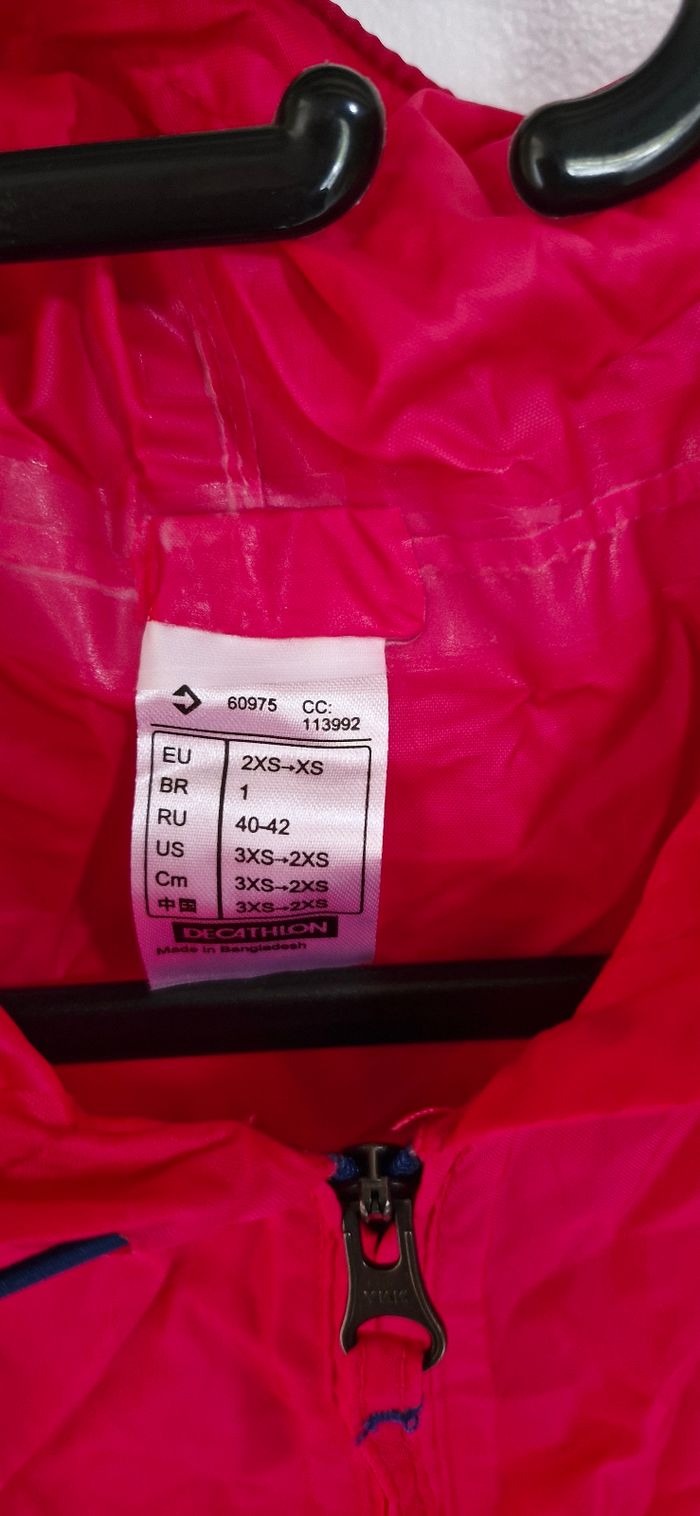 60975 CC:
113992
EU 2XS→XS
BR 1
RU 40-42
US 3XS→2XS
Cm 3XS→2XS
中国 3XS→2XS
DECATHLON
Made in Bangladesh
YKK